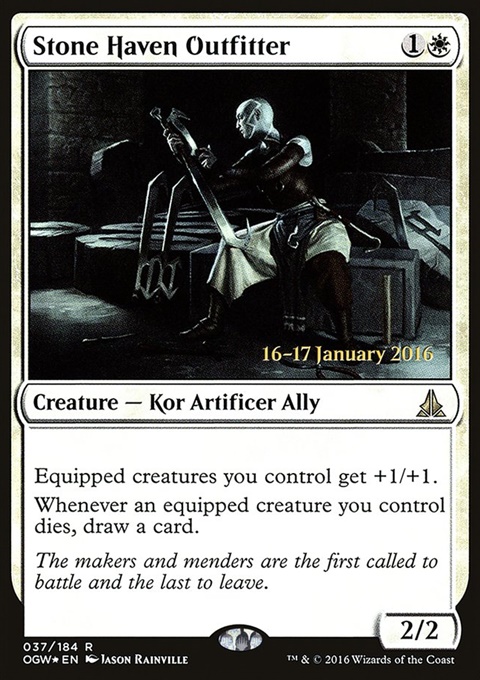 Stone Haven Outfitter 1
16–17 January 2016
Creature — Kor Artificer Ally
Equipped creatures you control get +1/+1.
Whenever an equipped creature you control
dies, draw a card.
The makers and menders are the first called to
battle and the last to leave.
2/2
037/184 R
OGW★EN Jason Rainville
™ & © 2016 Wizards of the Coast